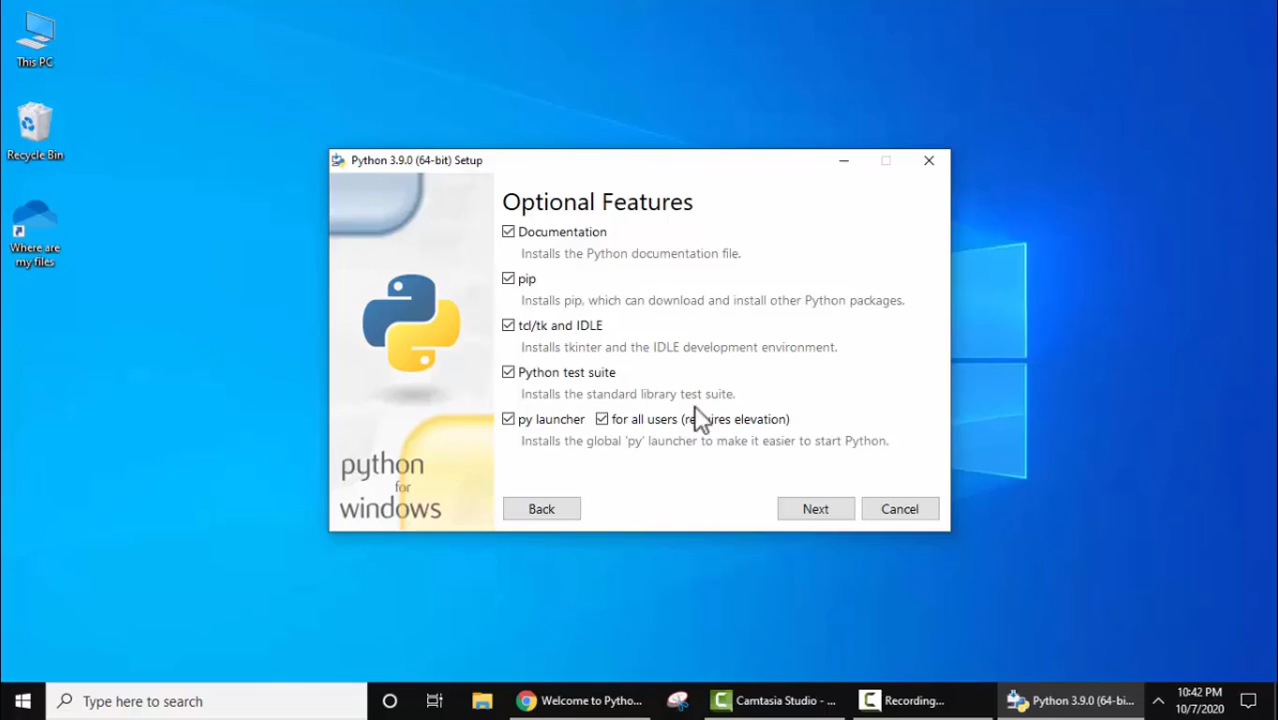 This PC
Recycle Bin
Where are
my files
Python 3.9.0 (64-bit) Setup
Optional Features
Documentation
Installs the Python documentation file.
pip
Installs pip, which can download and install other Python packages.
tcl/tk and IDLE
Installs tkinter and the IDLE development environment.
Python test suite
Installs the standard library test suite.
py launcher for all users (requires elevation)
Installs the global 'py' launcher to make it easier to start Python.
python
for
windows
Back Next Cancel
Type here to search
Welcome to Pytho...
Camtasia Studio - ...
Recording...
Python 3.9.0 (64-bi...
10:42 PM
10/7/2020